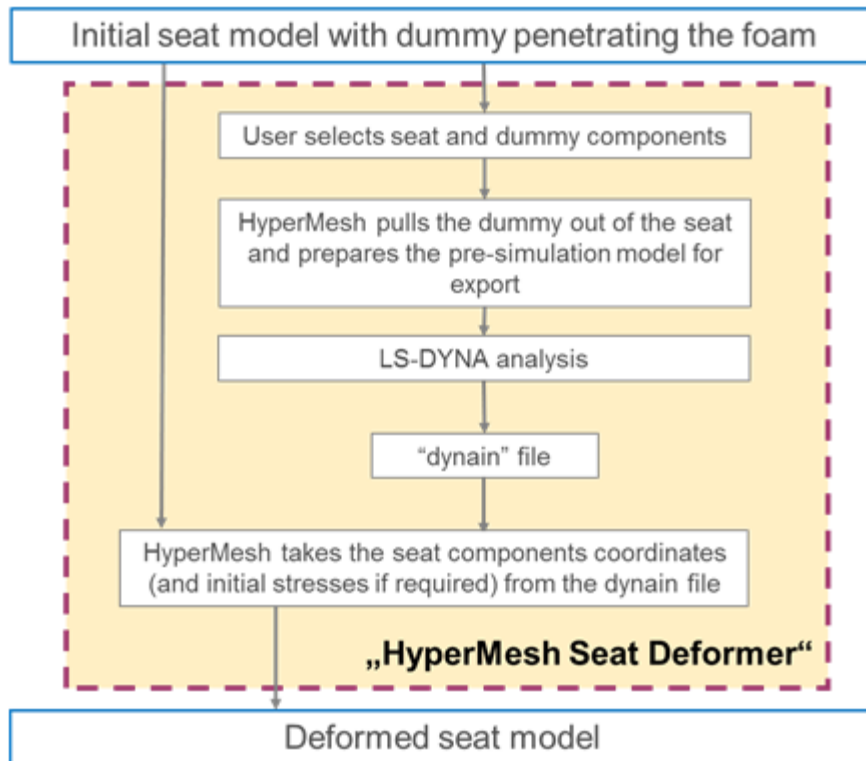 Initial seat model with dummy penetrating the foam
User selects seat and dummy components
HyperMesh pulls the dummy out of the seat
and prepares the pre-simulation model for
export
LS-DYNA analysis
“dynain” file
HyperMesh takes the seat components coordinates
(and initial stresses if required) from the dynain file
„HyperMesh Seat Deformer“
Deformed seat model